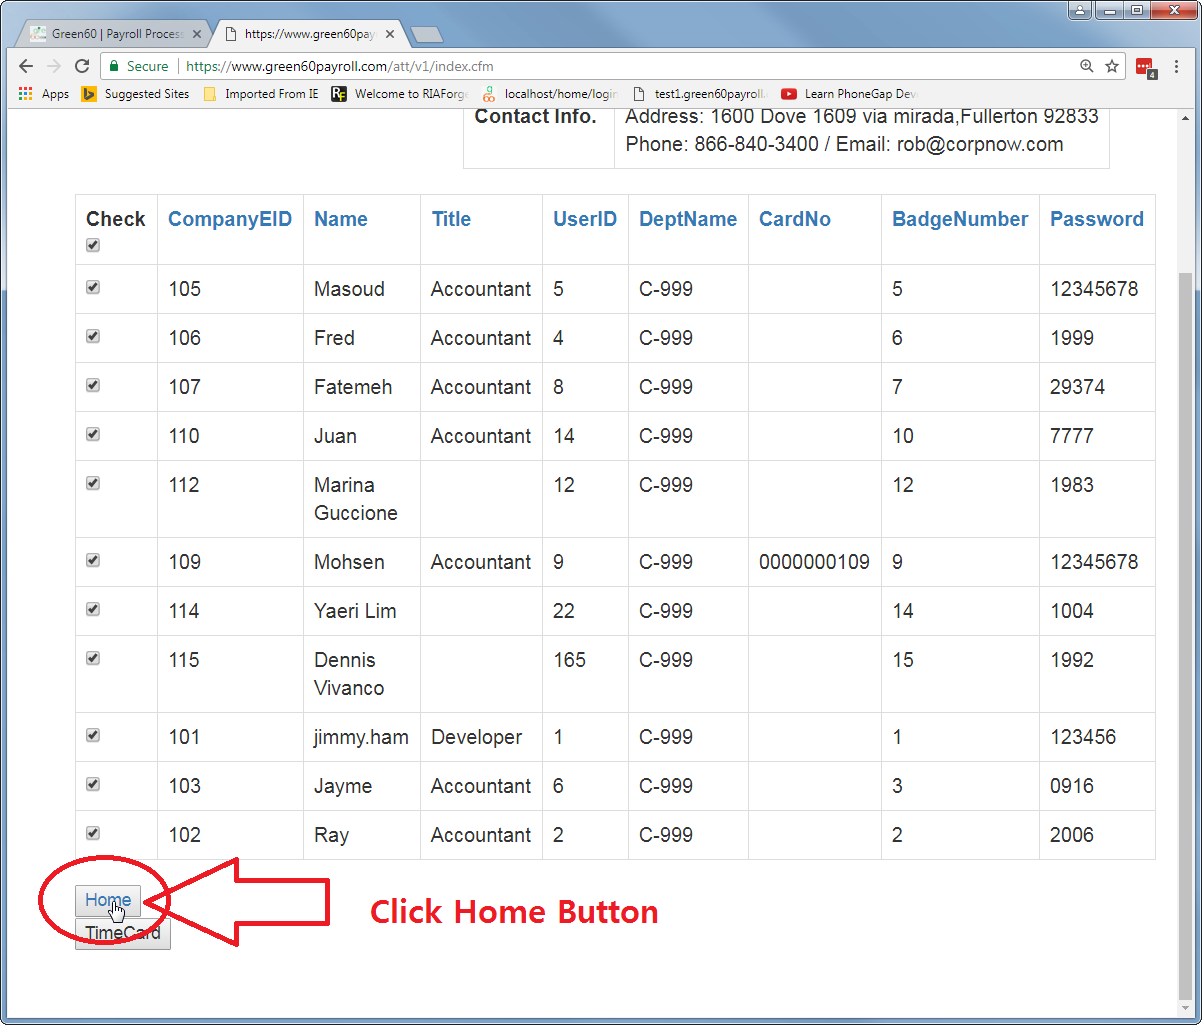 Green60 | Payroll Process
https://www.green60pay
Secure
https://www.green60payroll.com/att/v1/index.cfm
4
Apps
Suggested Sites
Imported From IE
RF
Welcome to RIAForge
localhost/home/login
test1.green60payroll.
Learn PhoneGap Dev
Contact Info.
Address: 1600 Dove 1609 via mirada,Fullerton 92833
Phone: 866-840-3400 / Email: rob@corpnow.com
Check CompanyEID Name Title UserID DeptName CardNo BadgeNumber Password
105 Masoud Accountant 5 C-999 5 12345678
106 Fred Accountant 4 C-999 6 1999
107 Fatemeh Accountant 8 C-999 7 29374
110 Juan Accountant 14 C-999 10 7777
112 Marina 12 C-999 12 1983
Guccione
109 Mohsen Accountant 9 C-999 0000000109 9 12345678
114 Yaeri Lim 22 C-999 14 1004
115 Dennis 165 C-999 15 1992
Vivanco
101 jimmy.ham Developer 1 C-999 1 123456
103 Jayme Accountant 6 C-999 3 0916
102 Ray Accountant 2 C-999 2 2006
Home
Click Home Button
TimeCard